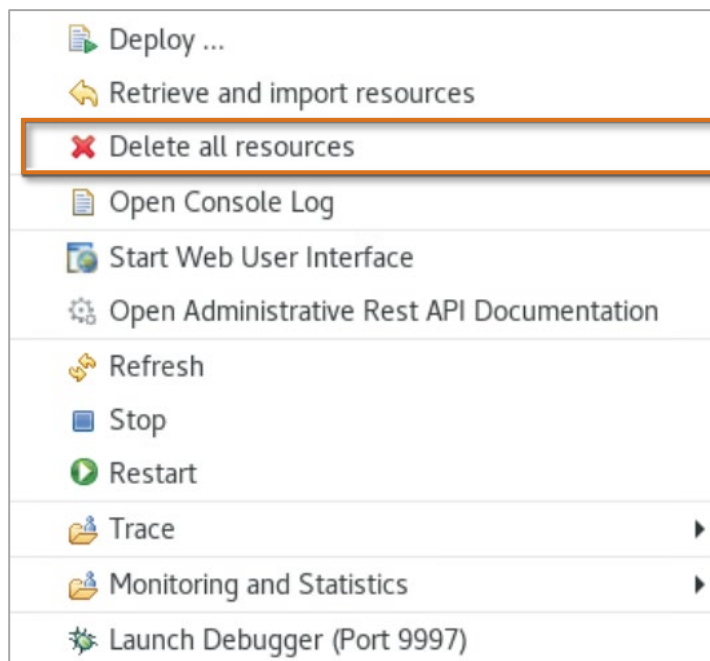 Deploy ...
Retrieve and import resources
Delete all resources
Open Console Log
Start Web User Interface
Open Administrative Rest API Documentation
Refresh
Stop
Restart
Trace
Monitoring and Statistics
Launch Debugger (Port 9997)